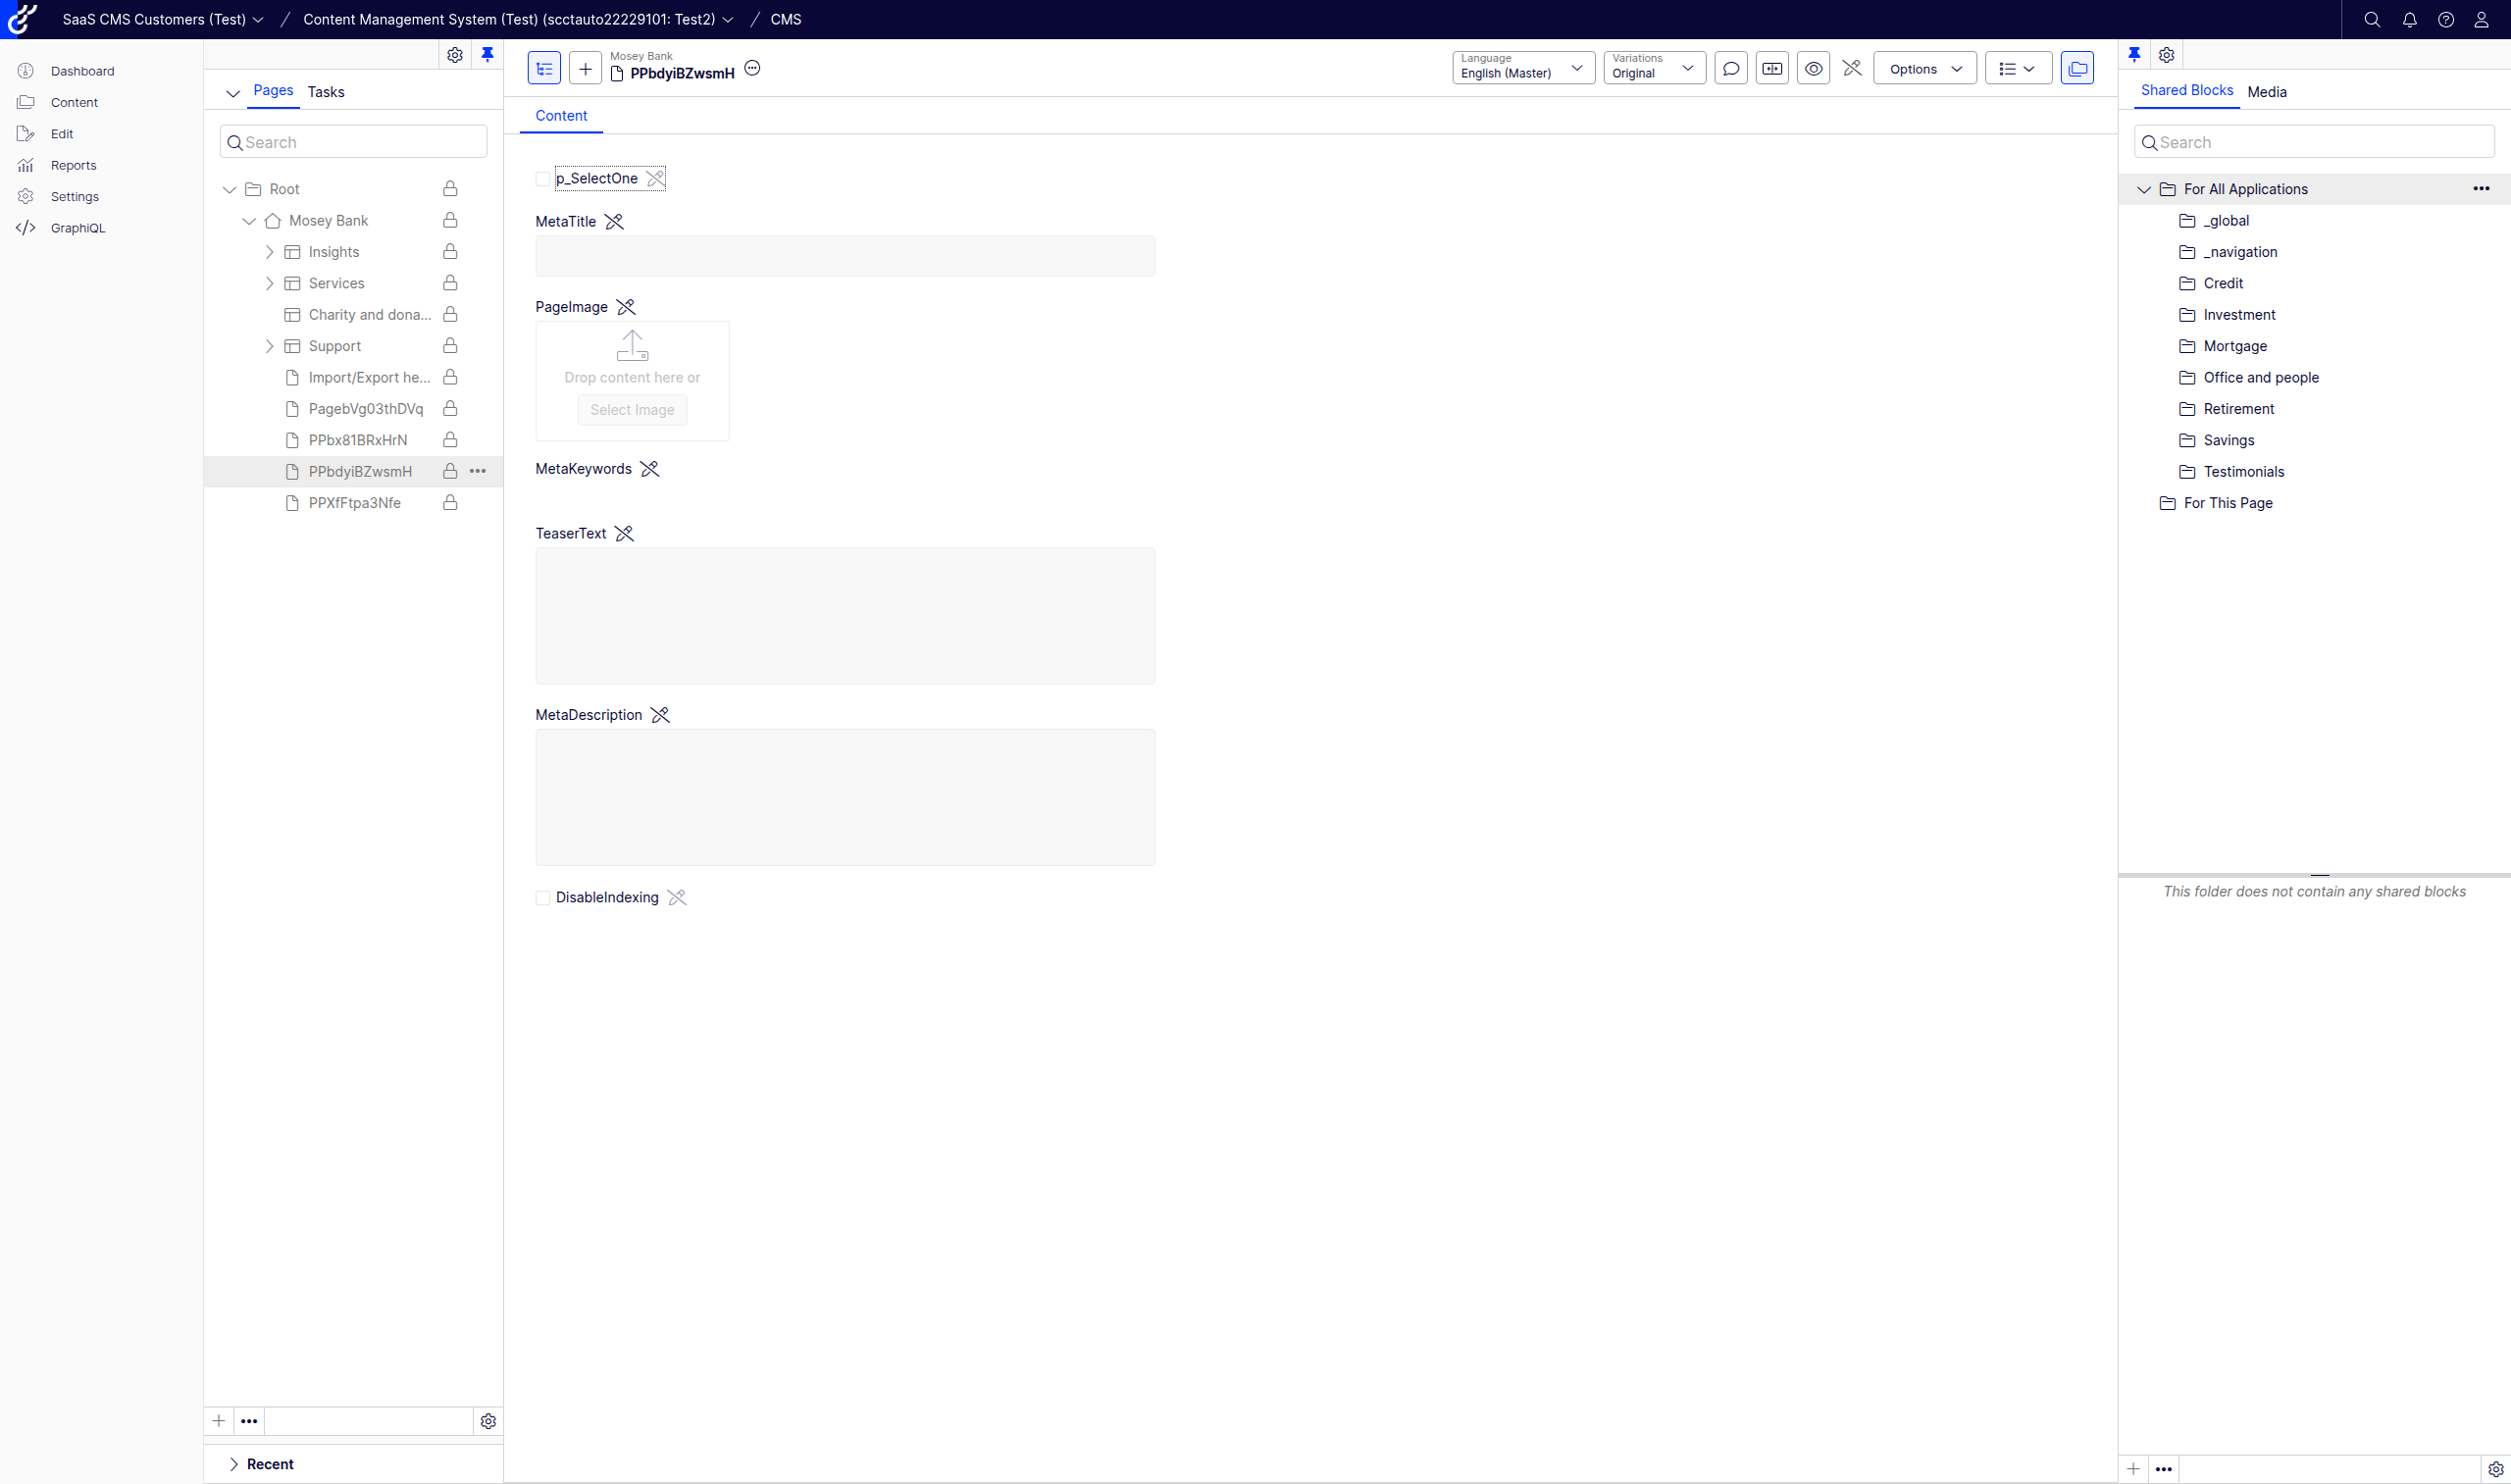 SaaS CMS Customers (Test) / Content Management System (Test) (scctauto22229101: Test2) / CMS
Dashboard
Content
Edit
Reports
Settings
GraphiQL
Pages Tasks
Search
Root
Mosey Bank
Insights
Services
Charity and dona...
Support
Import/Export he...
PagebVg03thDVq
PPbx81BRxHrN
PPbdyiBZwsmH
PPXfFtpa3Nfe
Recent
Mosey Bank
PPbdyiBZwsmH
Language
English (Master)
Variations
Original
Options
Content
p_SelectOne
MetaTitle
PageImage
Drop content here or
Select Image
MetaKeywords
TeaserText
MetaDescription
DisableIndexing
Shared Blocks Media
Search
For All Applications
_global
_navigation
Credit
Investment
Mortgage
Office and people
Retirement
Savings
Testimonials
For This Page
This folder does not contain any shared blocks